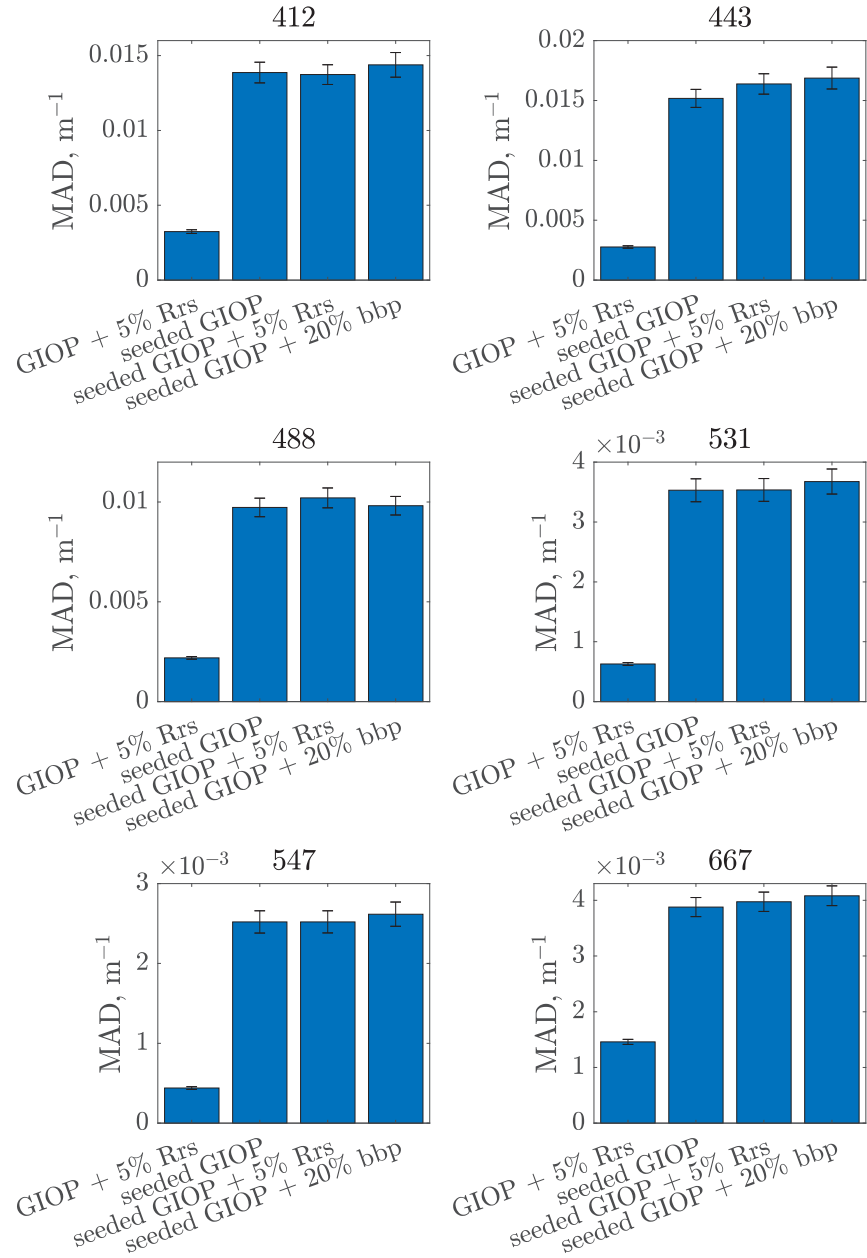 412
0.015
0.01
0.005
0
MAD, m⁻¹
GIOP + 5% Rrs
seeded GIOP
seeded GIOP + 5% Rrs
seeded GIOP + 20% bbp
443
0.02
0.015
0.01
0.005
0
MAD, m⁻¹
GIOP + 5% Rrs
seeded GIOP
seeded GIOP + 5% Rrs
seeded GIOP + 20% bbp
488
0.01
0.005
0
MAD, m⁻¹
GIOP + 5% Rrs
seeded GIOP
seeded GIOP + 5% Rrs
seeded GIOP + 20% bbp
×10⁻³ 531
4
3
2
1
0
MAD, m⁻¹
GIOP + 5% Rrs
seeded GIOP
seeded GIOP + 5% Rrs
seeded GIOP + 20% bbp
×10⁻³ 547
3
2
1
0
MAD, m⁻¹
GIOP + 5% Rrs
seeded GIOP
seeded GIOP + 5% Rrs
seeded GIOP + 20% bbp
×10⁻³ 667
4
3
2
1
0
MAD, m⁻¹
GIOP + 5% Rrs
seeded GIOP
seeded GIOP + 5% Rrs
seeded GIOP + 20% bbp